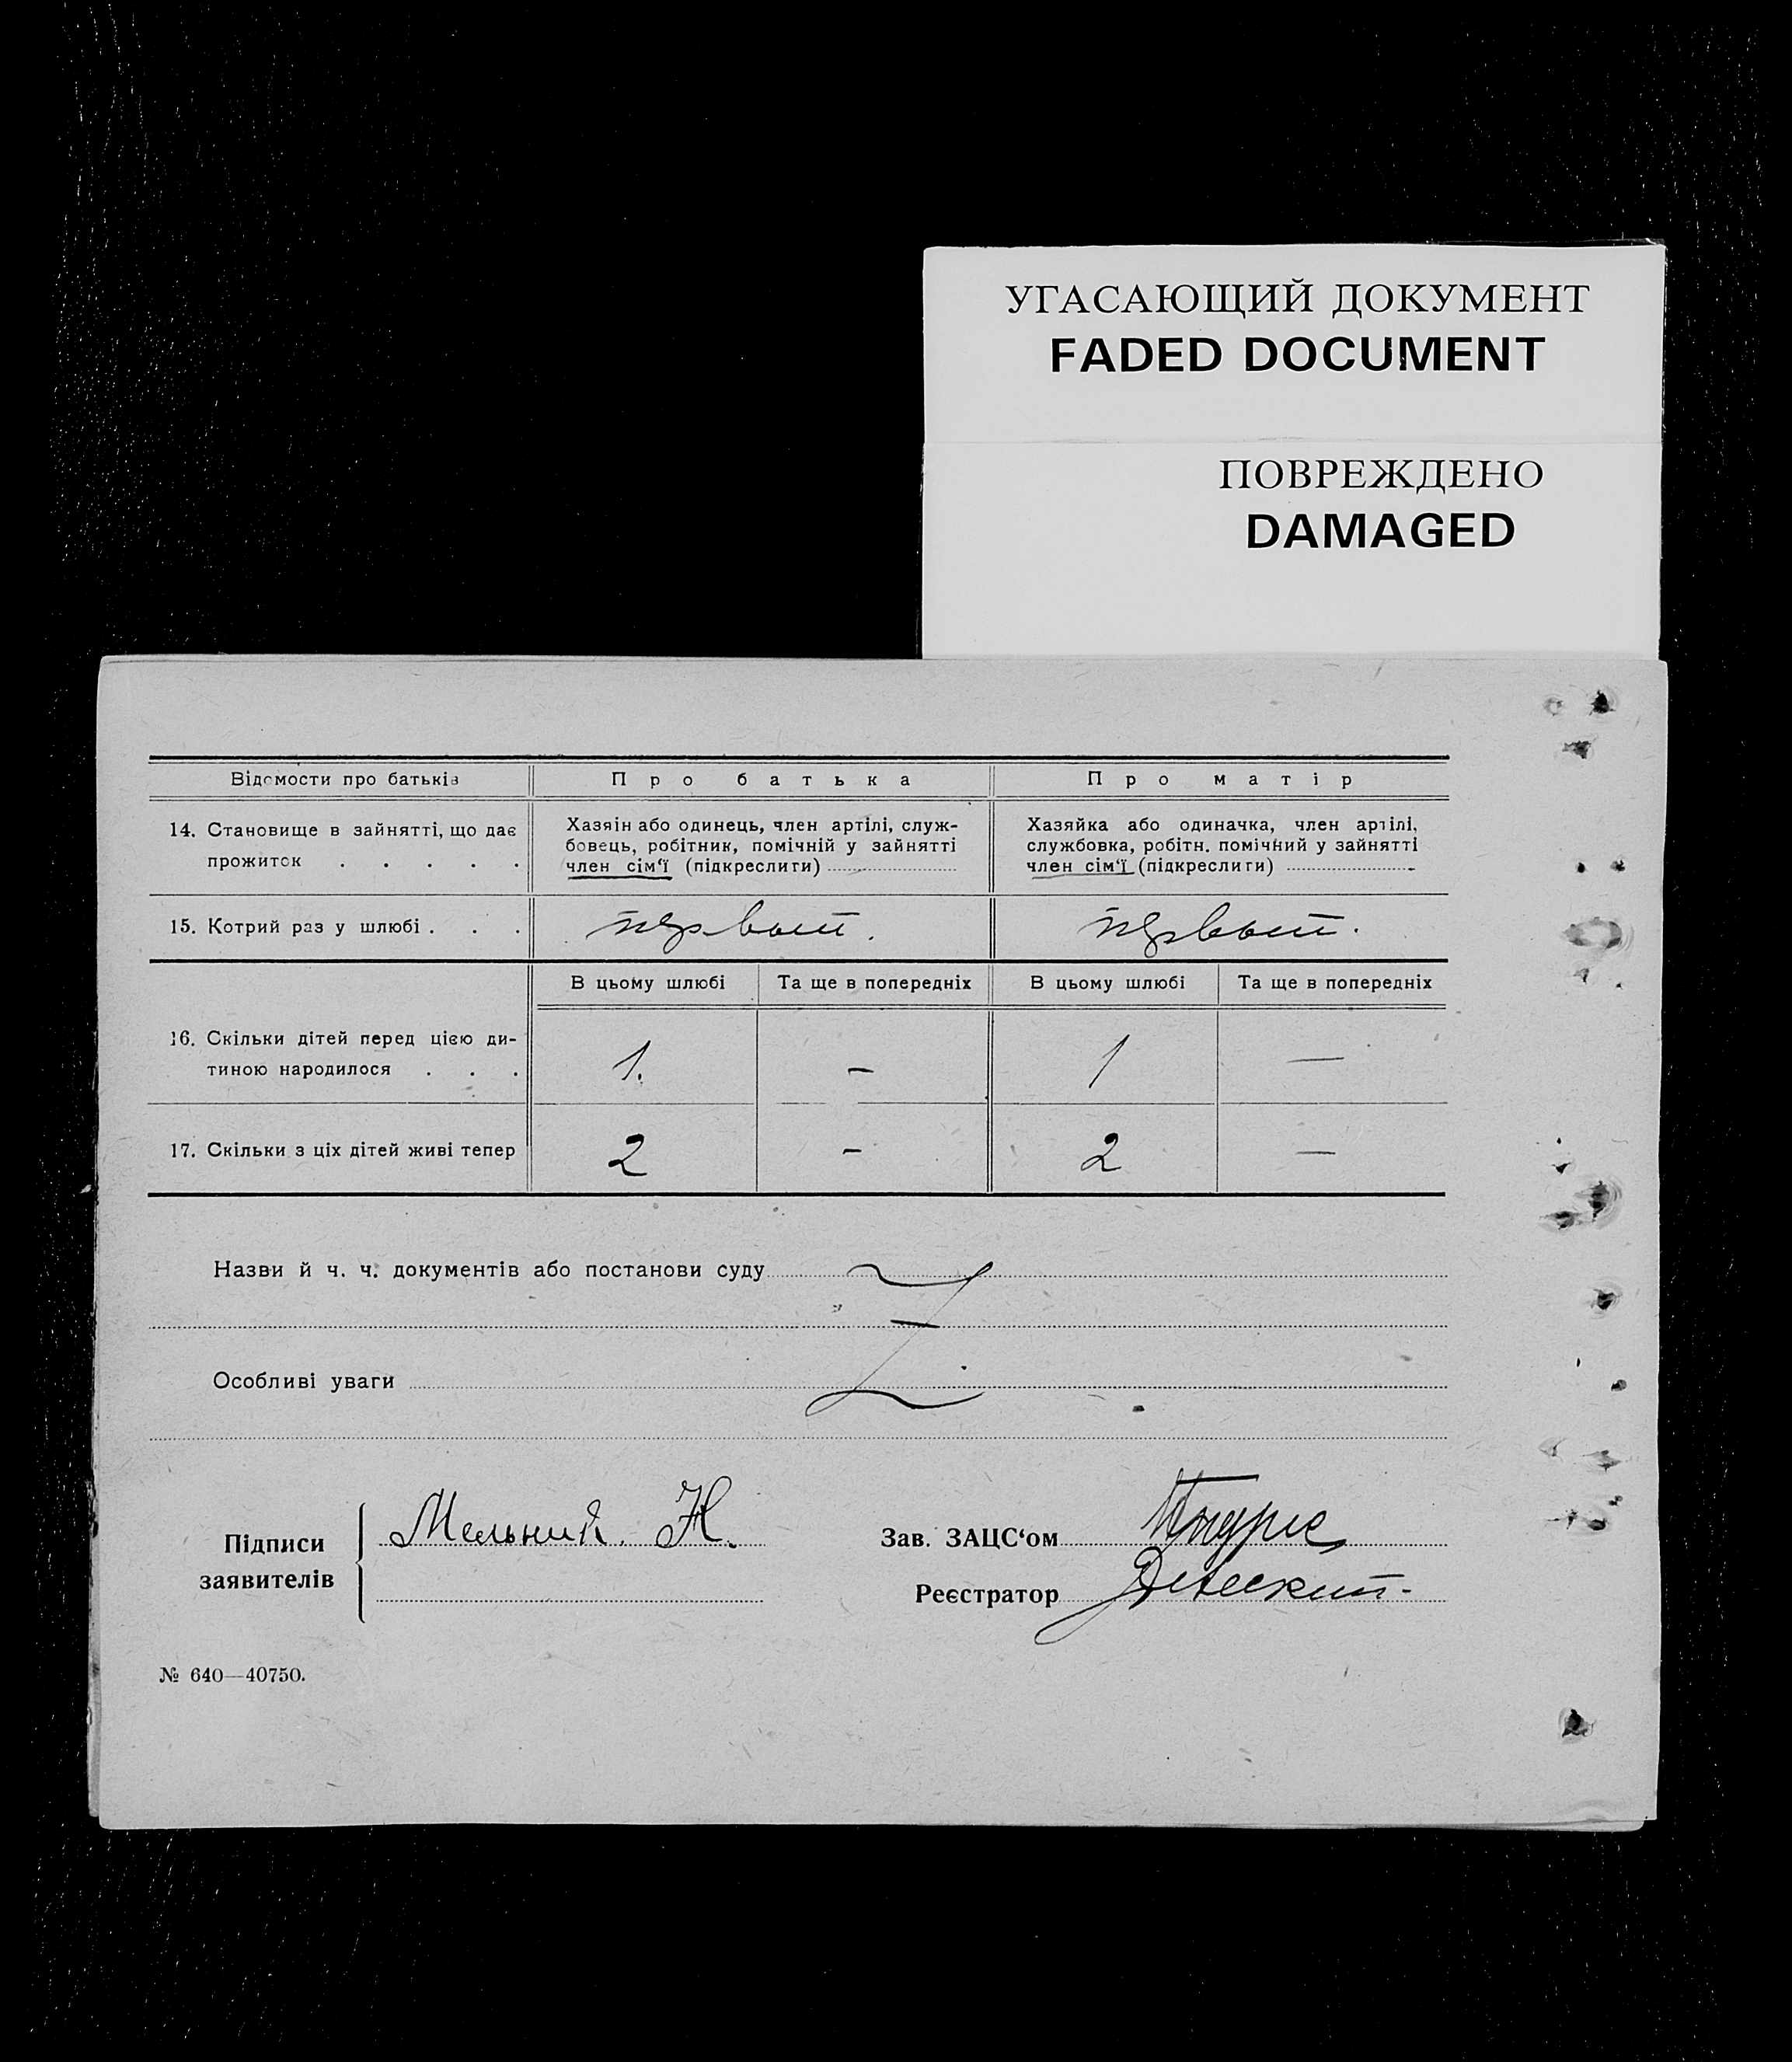 УГАСАЮЩИЙ ДОКУМЕНТ
FADED DOCUMENT
ПОВРЕЖДЕНО
DAMAGED
Відомости про батьків
Про батька
Про матір
14. Становище в зайнятті, що дає
прожиток . . . . .
Хазяін або одинець, член артілі, служ-
бовець, робітник, помічній у зайнятті
член сім‘ї (підкреслити)
Хазяйка або одиначка, член артілі,
службовка, робітн. помічний у зайнятті
член сім‘ї (підкреслити)
15. Котрий раз у шлюбі . . .
первый.
первый.
В цьому шлюбі
Та ще в попередніх
В цьому шлюбі
Та ще в попередніх
16. Скільки дітей перед цією ди-
тиною народилося . . .
1.
—
1
—
17. Скільки з ціх дітей живі тепер
2
—
2
—
Назви й ч. ч. документів або постанови суду
Особливі уваги
Підписи
заявителів
Мельник. Н.
Зав. ЗАЦС‘ом
Реєстратор
№ 640—40750.